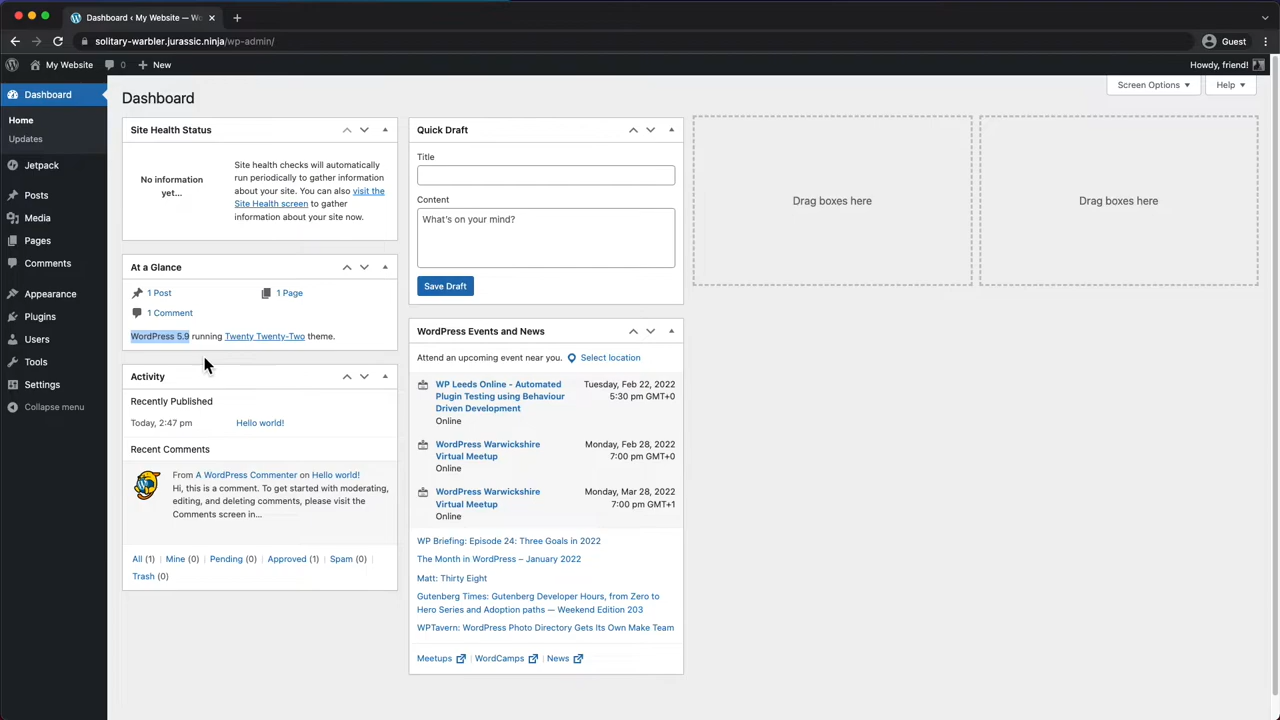 Dashboard ‹ My Website — Wo
solitary-warbler.jurassic.ninja/wp-admin/
Guest
My Website
0
New
Howdy, friend!
Dashboard
Home
Updates
Jetpack
Posts
Media
Pages
Comments
Appearance
Plugins
Users
Tools
Settings
Collapse menu
Dashboard
Screen Options
Help
Site Health Status
No information
yet...
Site health checks will automatically
run periodically to gather information
about your site. You can also visit the
Site Health screen to gather
information about your site now.
At a Glance
1 Post
1 Page
1 Comment
WordPress 5.9 running Twenty Twenty-Two theme.
Activity
Recently Published
Today, 2:47 pm
Hello world!
Recent Comments
From A WordPress Commenter on Hello world!
Hi, this is a comment. To get started with moderating,
editing, and deleting comments, please visit the
Comments screen in...
All (1) | Mine (0) | Pending (0) | Approved (1) | Spam (0) |
Trash (0)
Quick Draft
Title
Content
What's on your mind?
Save Draft
WordPress Events and News
Attend an upcoming event near you. Select location
WP Leeds Online - Automated
Plugin Testing using Behaviour
Driven Development
Online
Tuesday, Feb 22, 2022
5:30 pm GMT+0
WordPress Warwickshire
Virtual Meetup
Online
Monday, Feb 28, 2022
7:00 pm GMT+0
WordPress Warwickshire
Virtual Meetup
Online
Monday, Mar 28, 2022
7:00 pm GMT+1
WP Briefing: Episode 24: Three Goals in 2022
The Month in WordPress – January 2022
Matt: Thirty Eight
Gutenberg Times: Gutenberg Developer Hours, from Zero to
Hero Series and Adoption paths — Weekend Edition 203
WPTavern: WordPress Photo Directory Gets Its Own Make Team
Meetups | WordCamps | News
Drag boxes here
Drag boxes here